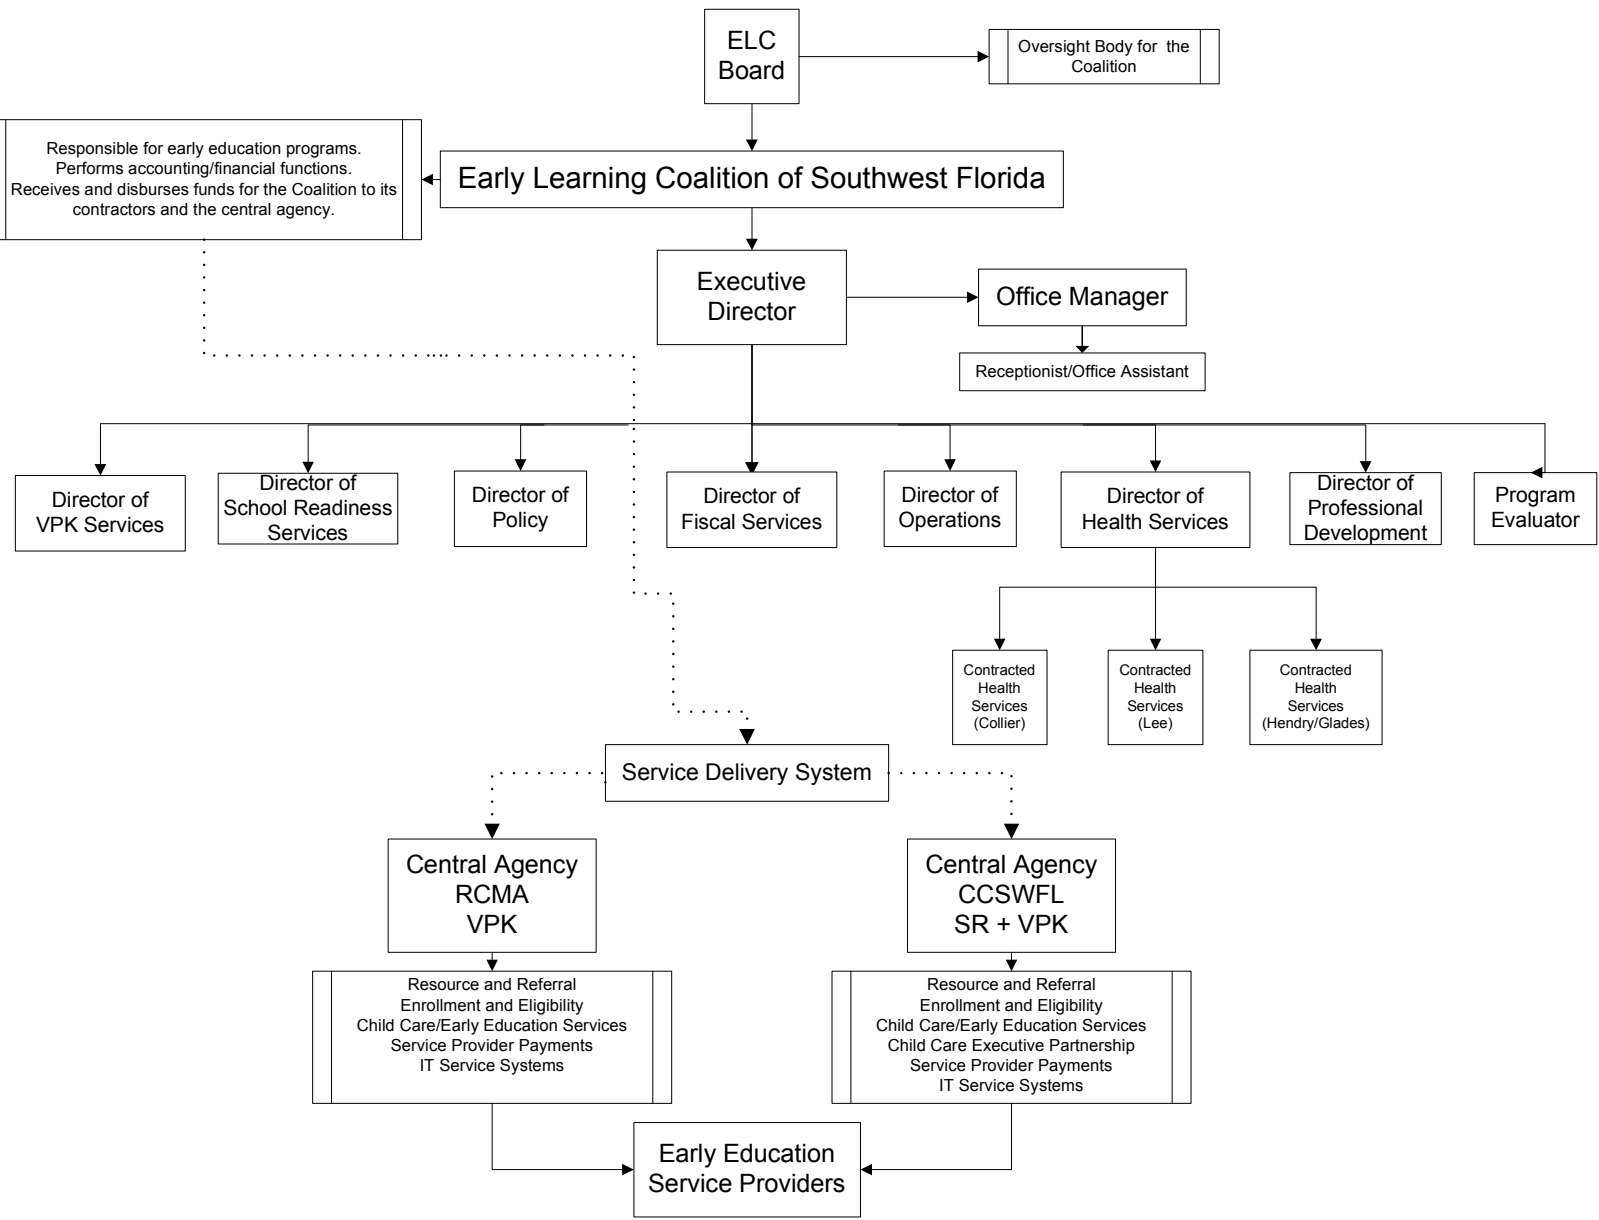 ELC
Board
Oversight Body for the
Coalition
Responsible for early education programs.
Performs accounting/financial functions.
Receives and disburses funds for the Coalition to its
contractors and the central agency.
Early Learning Coalition of Southwest Florida
Executive
Director
Office Manager
Receptionist/Office Assistant
Director of
VPK Services
Director of
School Readiness
Services
Director of
Policy
Director of
Fiscal Services
Director of
Operations
Director of
Health Services
Director of
Professional
Development
Program
Evaluator
Contracted
Health
Services
(Collier)
Contracted
Health
Services
(Lee)
Contracted
Health
Services
(Hendry/Glades)
Service Delivery System
Central Agency
RCMA
VPK
Central Agency
CCSWFL
SR + VPK
Resource and Referral
Enrollment and Eligibility
Child Care/Early Education Services
Service Provider Payments
IT Service Systems
Resource and Referral
Enrollment and Eligibility
Child Care/Early Education Services
Child Care Executive Partnership
Service Provider Payments
IT Service Systems
Early Education
Service Providers